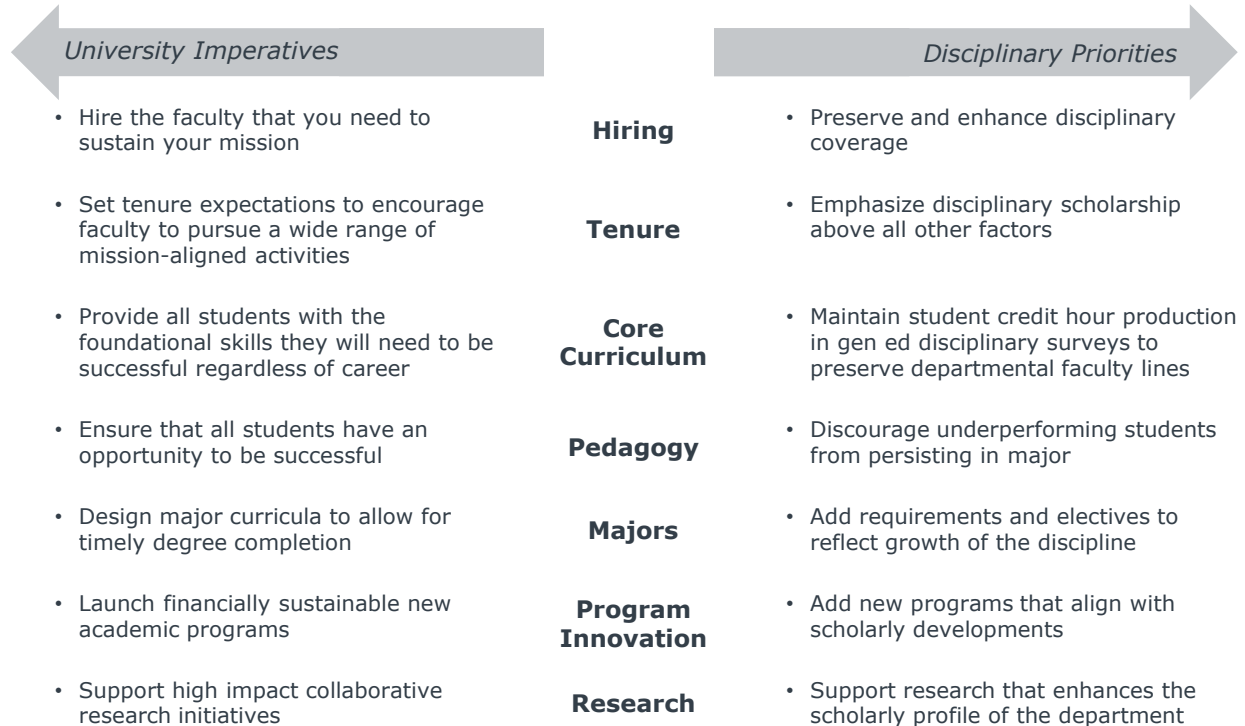 University Imperatives
Disciplinary Priorities
• Hire the faculty that you need to
sustain your mission
Hiring
• Preserve and enhance disciplinary
coverage
• Set tenure expectations to encourage
faculty to pursue a wide range of
mission-aligned activities
Tenure
• Emphasize disciplinary scholarship
above all other factors
• Provide all students with the
foundational skills they will need to be
successful regardless of career
Core
Curriculum
• Maintain student credit hour production
in gen ed disciplinary surveys to
preserve departmental faculty lines
• Ensure that all students have an
opportunity to be successful
Pedagogy
• Discourage underperforming students
from persisting in major
• Design major curricula to allow for
timely degree completion
Majors
• Add requirements and electives to
reflect growth of the discipline
• Launch financially sustainable new
academic programs
Program
Innovation
• Add new programs that align with
scholarly developments
• Support high impact collaborative
research initiatives
Research
• Support research that enhances the
scholarly profile of the department